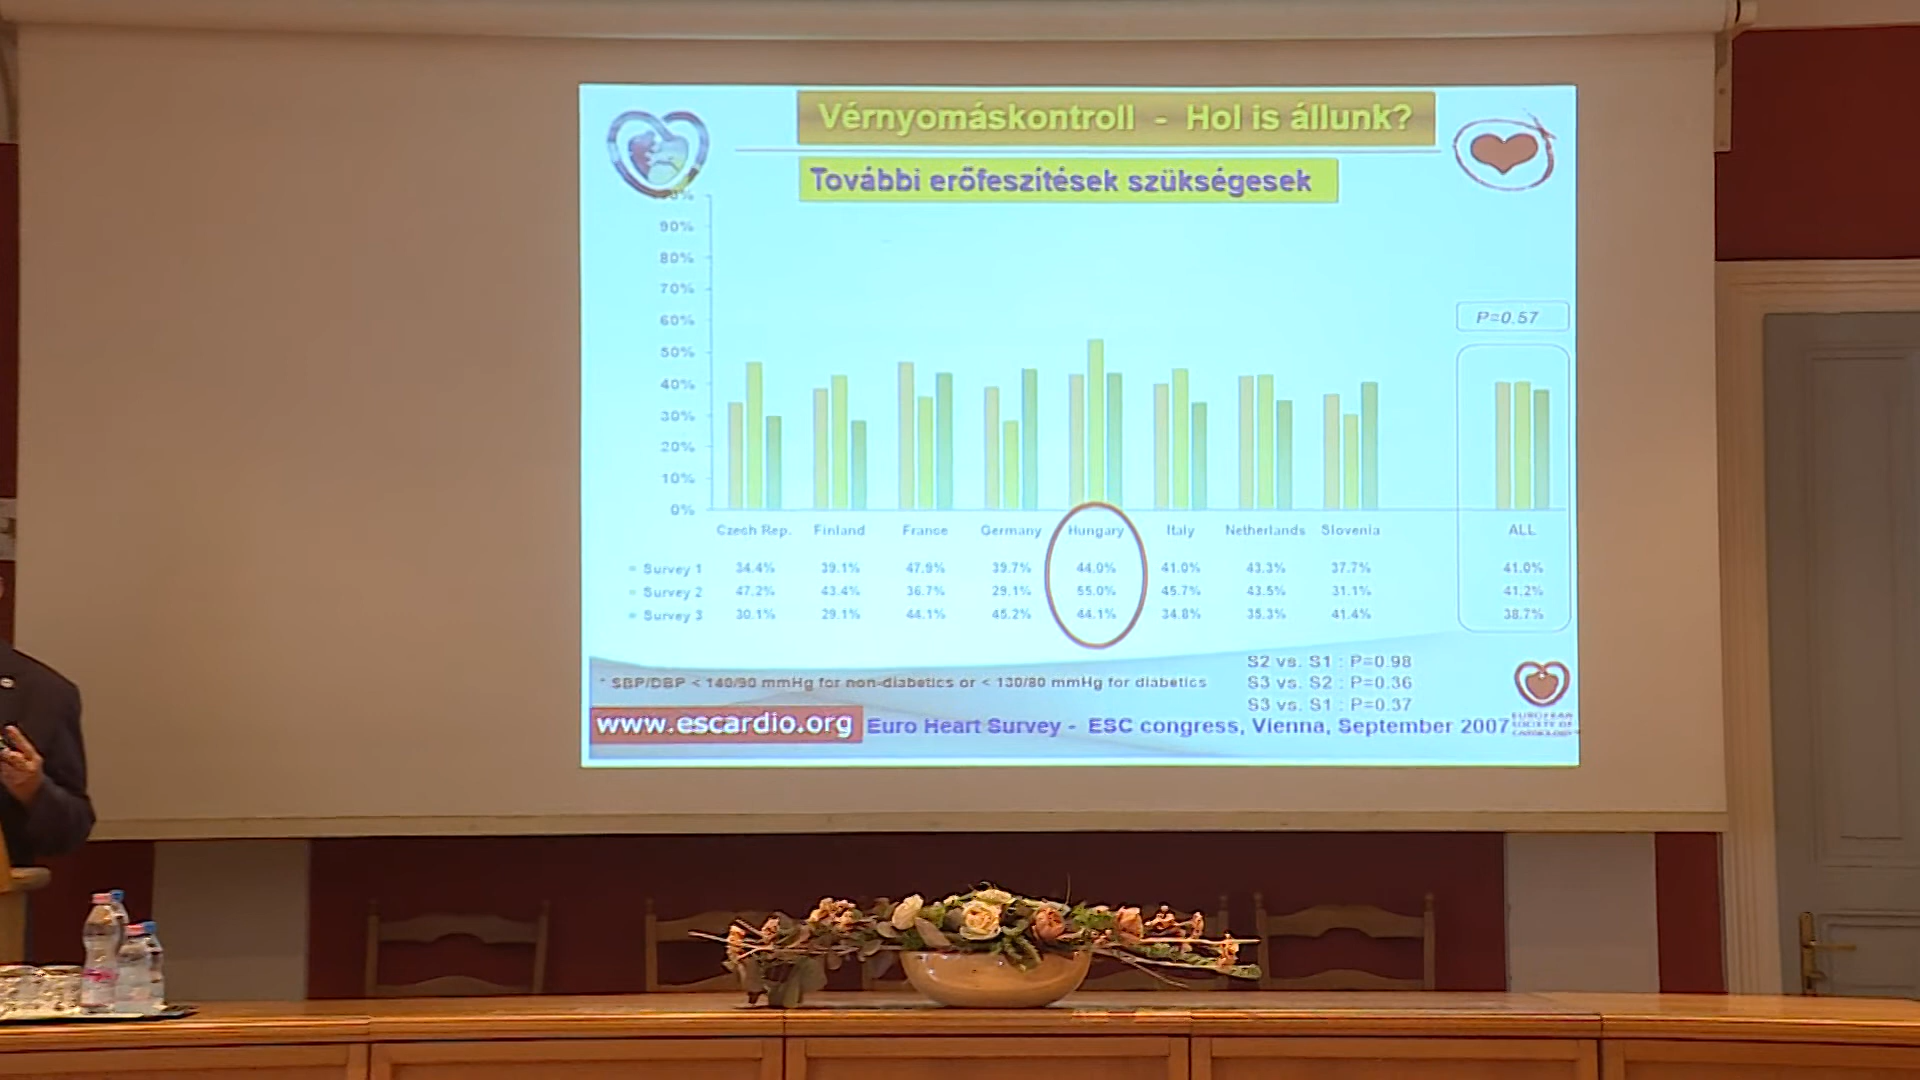 Vérnyomáskontroll - Hol is állunk?
További erőfeszítések szükségesek
90%
80%
70%
60%
50%
40%
30%
20%
10%
0%
P=0.57
Czech Rep. Finland France Germany Hungary Italy Netherlands Slovenia ALL
Survey 1 34.4% 39.1% 47.9% 39.7% 44.0% 41.0% 43.3% 37.7% 41.0%
Survey 2 47.2% 43.4% 36.7% 29.1% 55.0% 45.7% 43.5% 31.1% 41.2%
Survey 3 30.1% 29.1% 44.1% 45.2% 44.1% 34.8% 35.3% 41.4% 38.7%
S2 vs. S1 : P=0.98
* SBP/DBP < 140/90 mmHg for non-diabetics or < 130/80 mmHg for diabetics
S3 vs. S2 : P=0.36
S3 vs. S1 : P=0.37
www.escardio.org Euro Heart Survey - ESC congress, Vienna, September 2007
EUROPEAN
SOCIETY OF
CARDIOLOGY